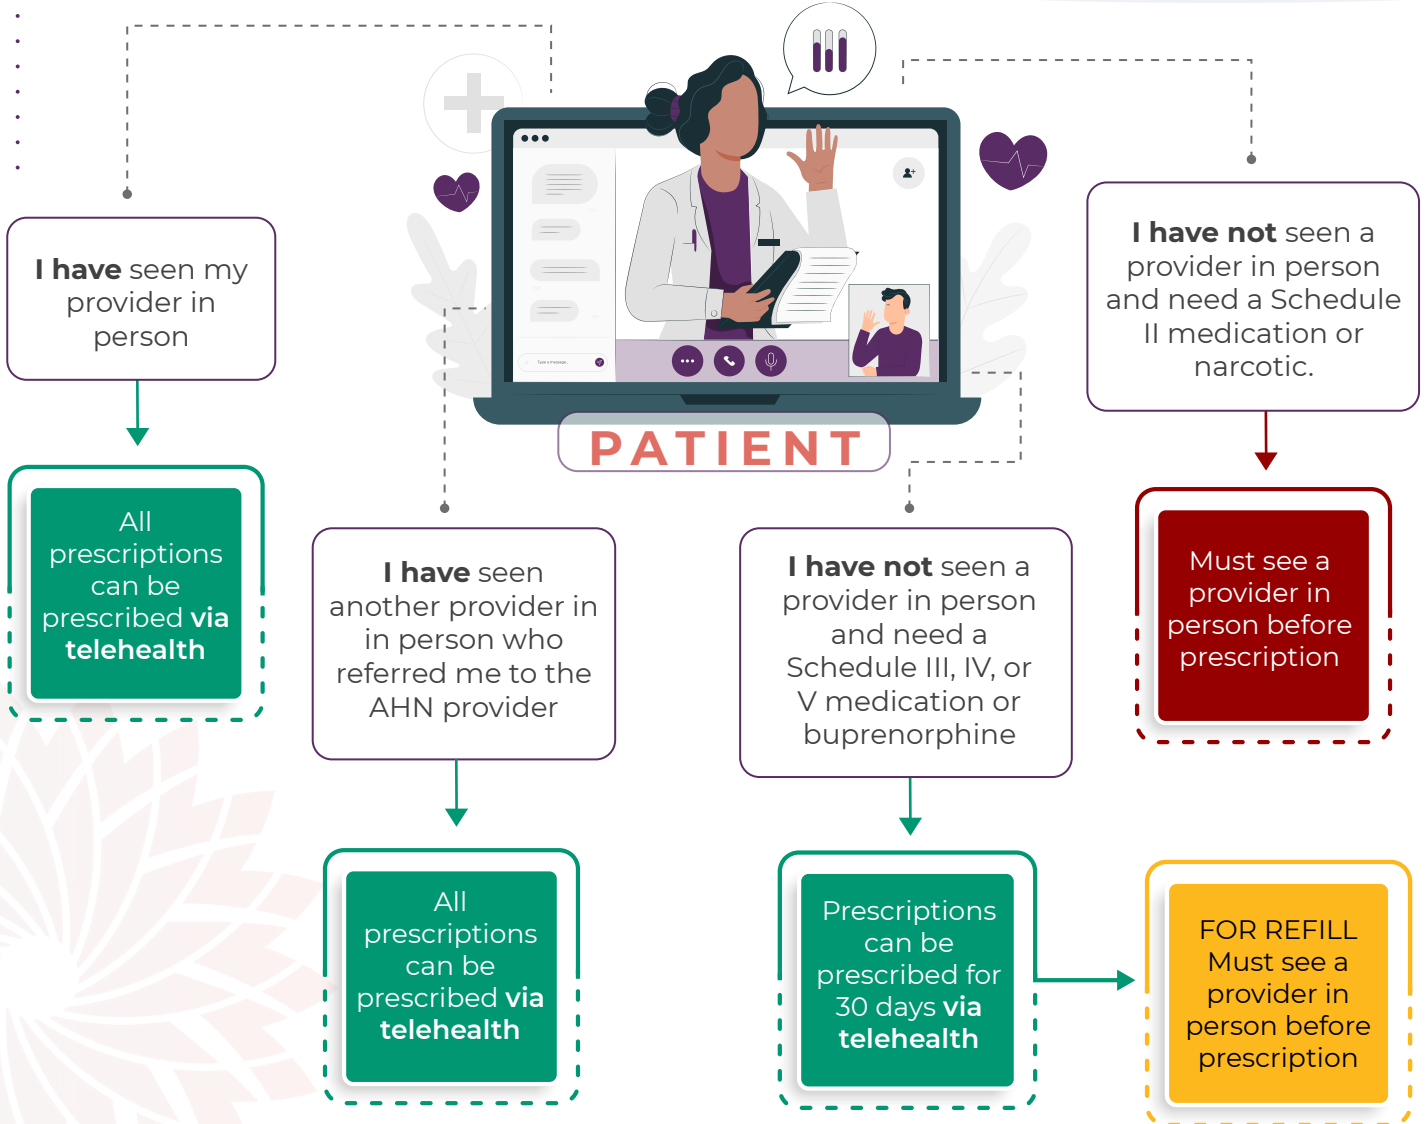 Type a message..
PATIENT
I have seen my
provider in
person
All
prescriptions
can be
prescribed via
telehealth
I have seen
another provider in
in person who
referred me to the
AHN provider
All
prescriptions
can be
prescribed via
telehealth
I have not seen a
provider in person
and need a
Schedule III, IV, or
V medication or
buprenorphine
Prescriptions
can be
prescribed for
30 days via
telehealth
FOR REFILL
Must see a
provider in
person before
prescription
I have not seen a
provider in person
and need a Schedule
II medication or
narcotic.
Must see a
provider in
person before
prescription